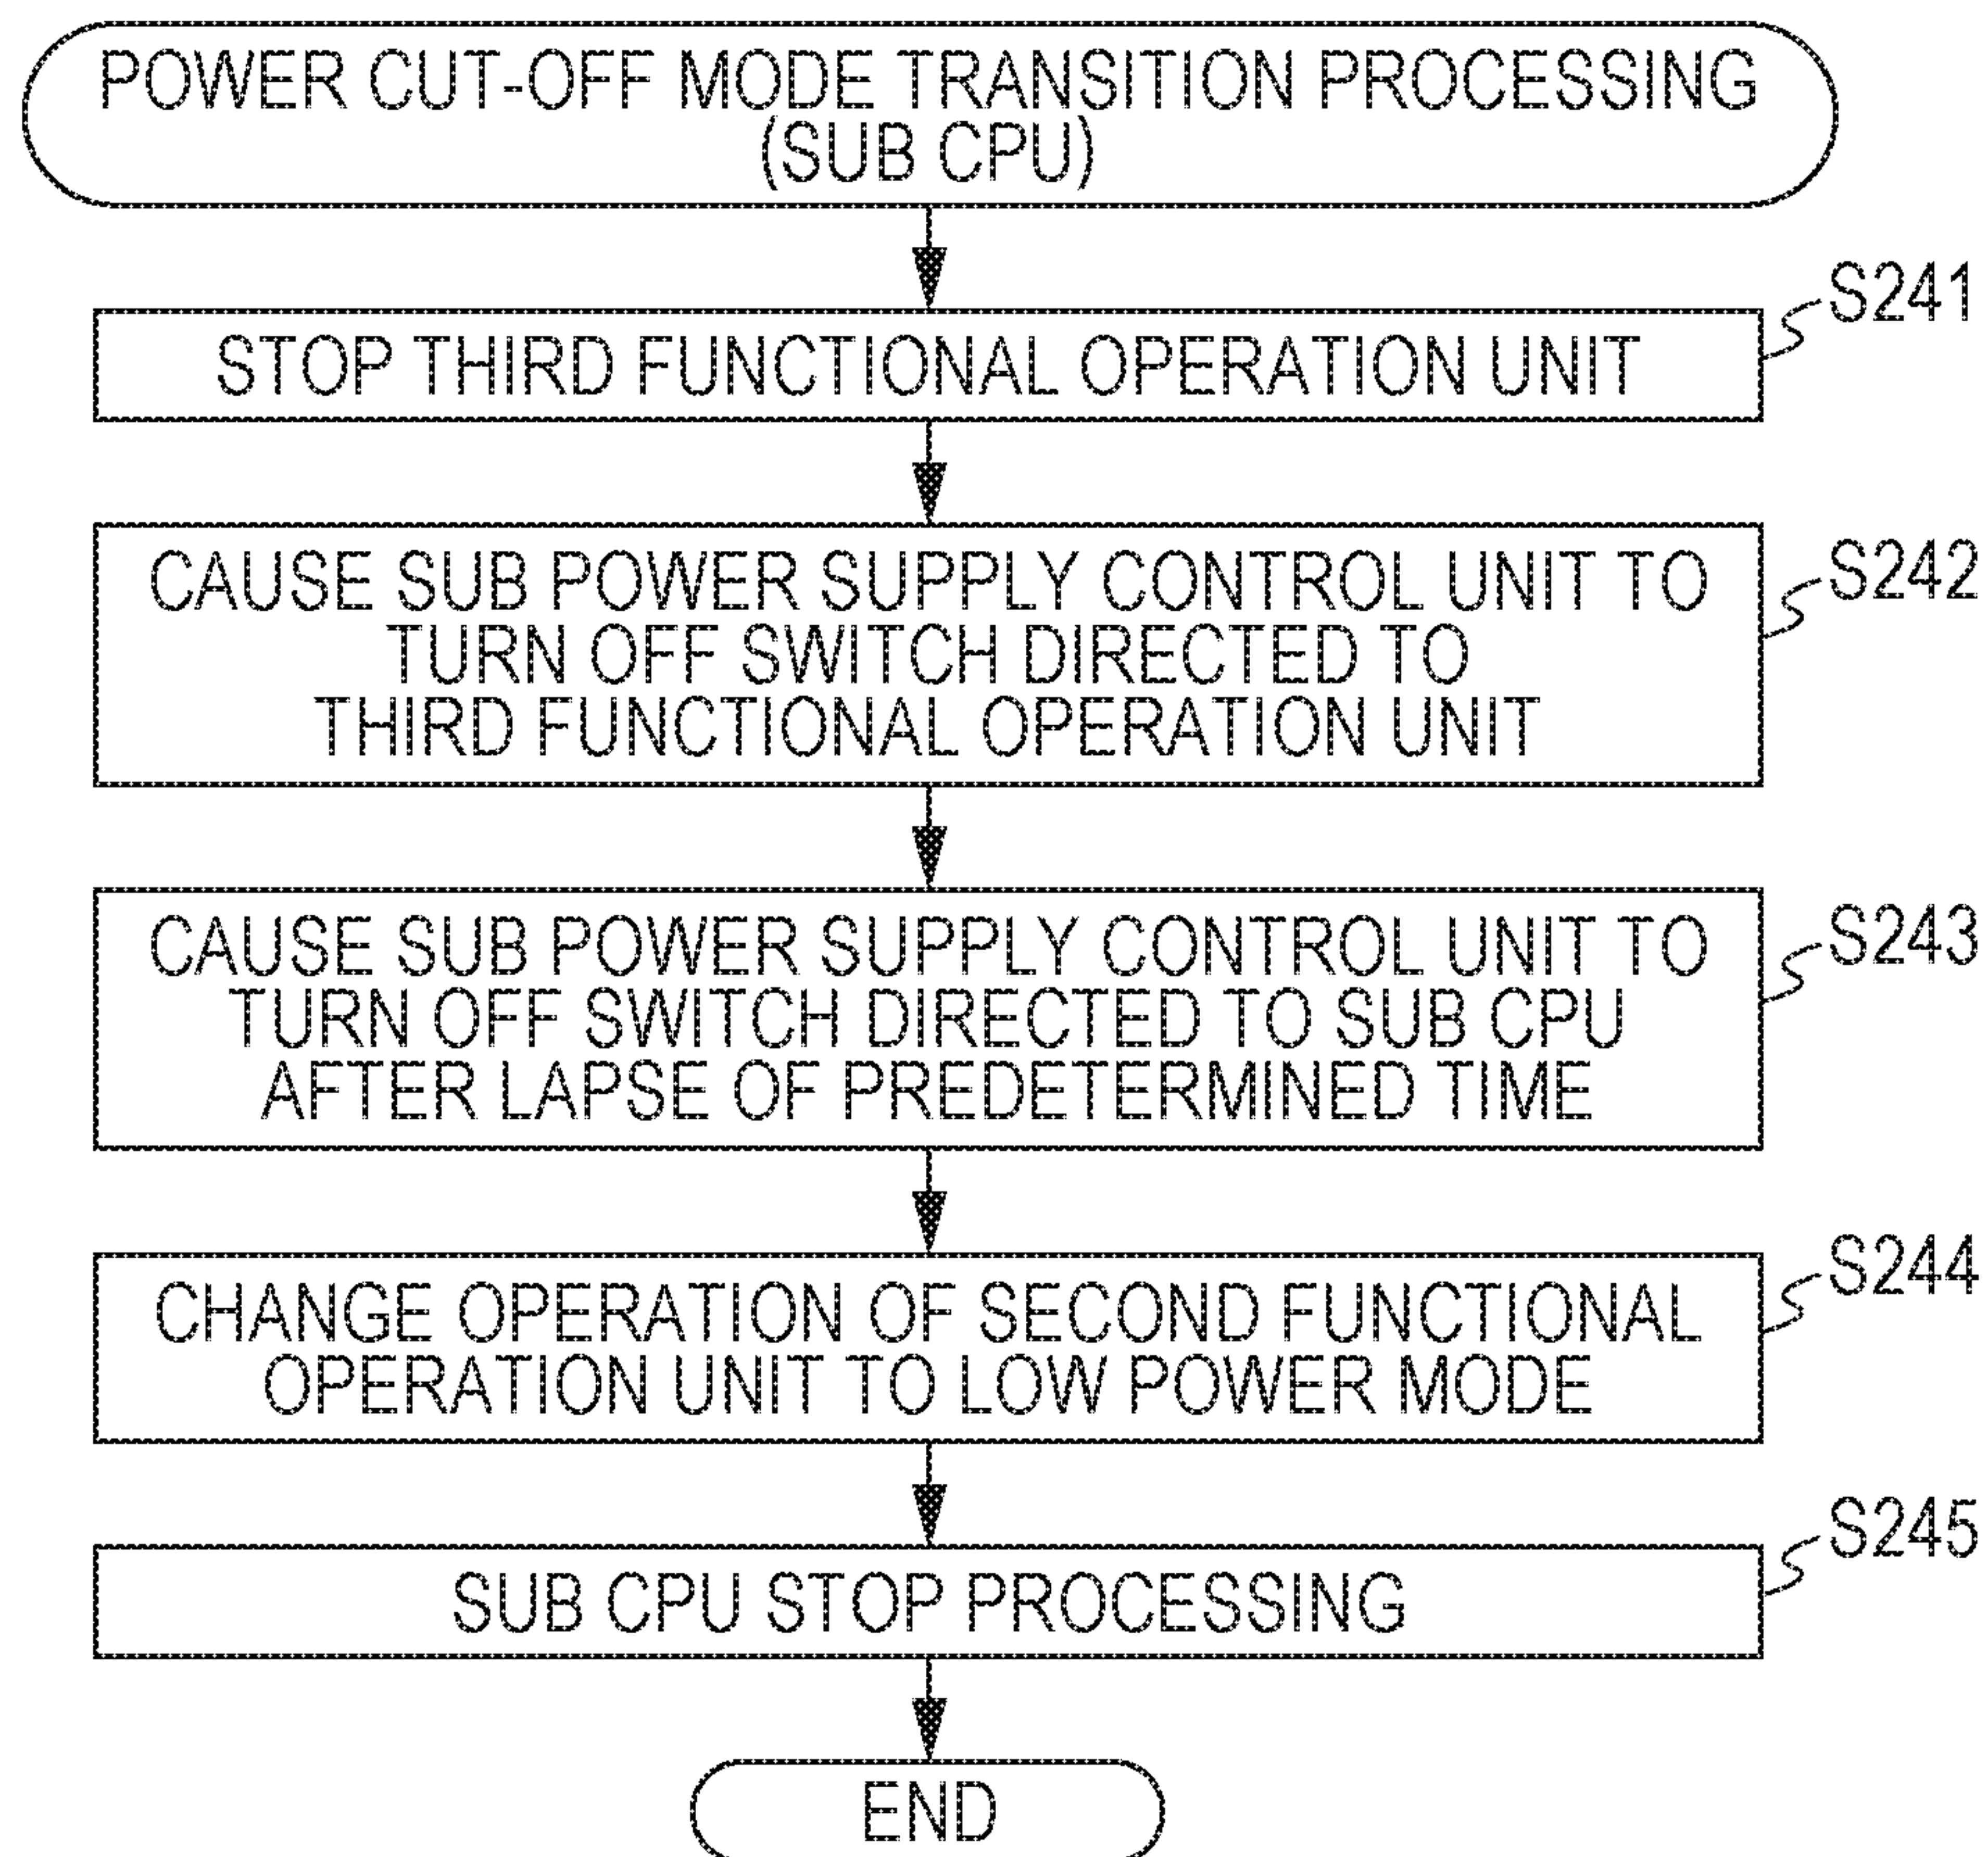 POWER CUT-OFF MODE TRANSITION PROCESSING
(SUB CPU)
S241
STOP THIRD FUNCTIONAL OPERATION UNIT
S242
CAUSE SUB POWER SUPPLY CONTROL UNIT TO
TURN OFF SWITCH DIRECTED TO
THIRD FUNCTIONAL OPERATION UNIT
S243
CAUSE SUB POWER SUPPLY CONTROL UNIT TO
TURN OFF SWITCH DIRECTED TO SUB CPU
AFTER LAPSE OF PREDETERMINED TIME
S244
CHANGE OPERATION OF SECOND FUNCTIONAL
OPERATION UNIT TO LOW POWER MODE
S245
SUB CPU STOP PROCESSING
END